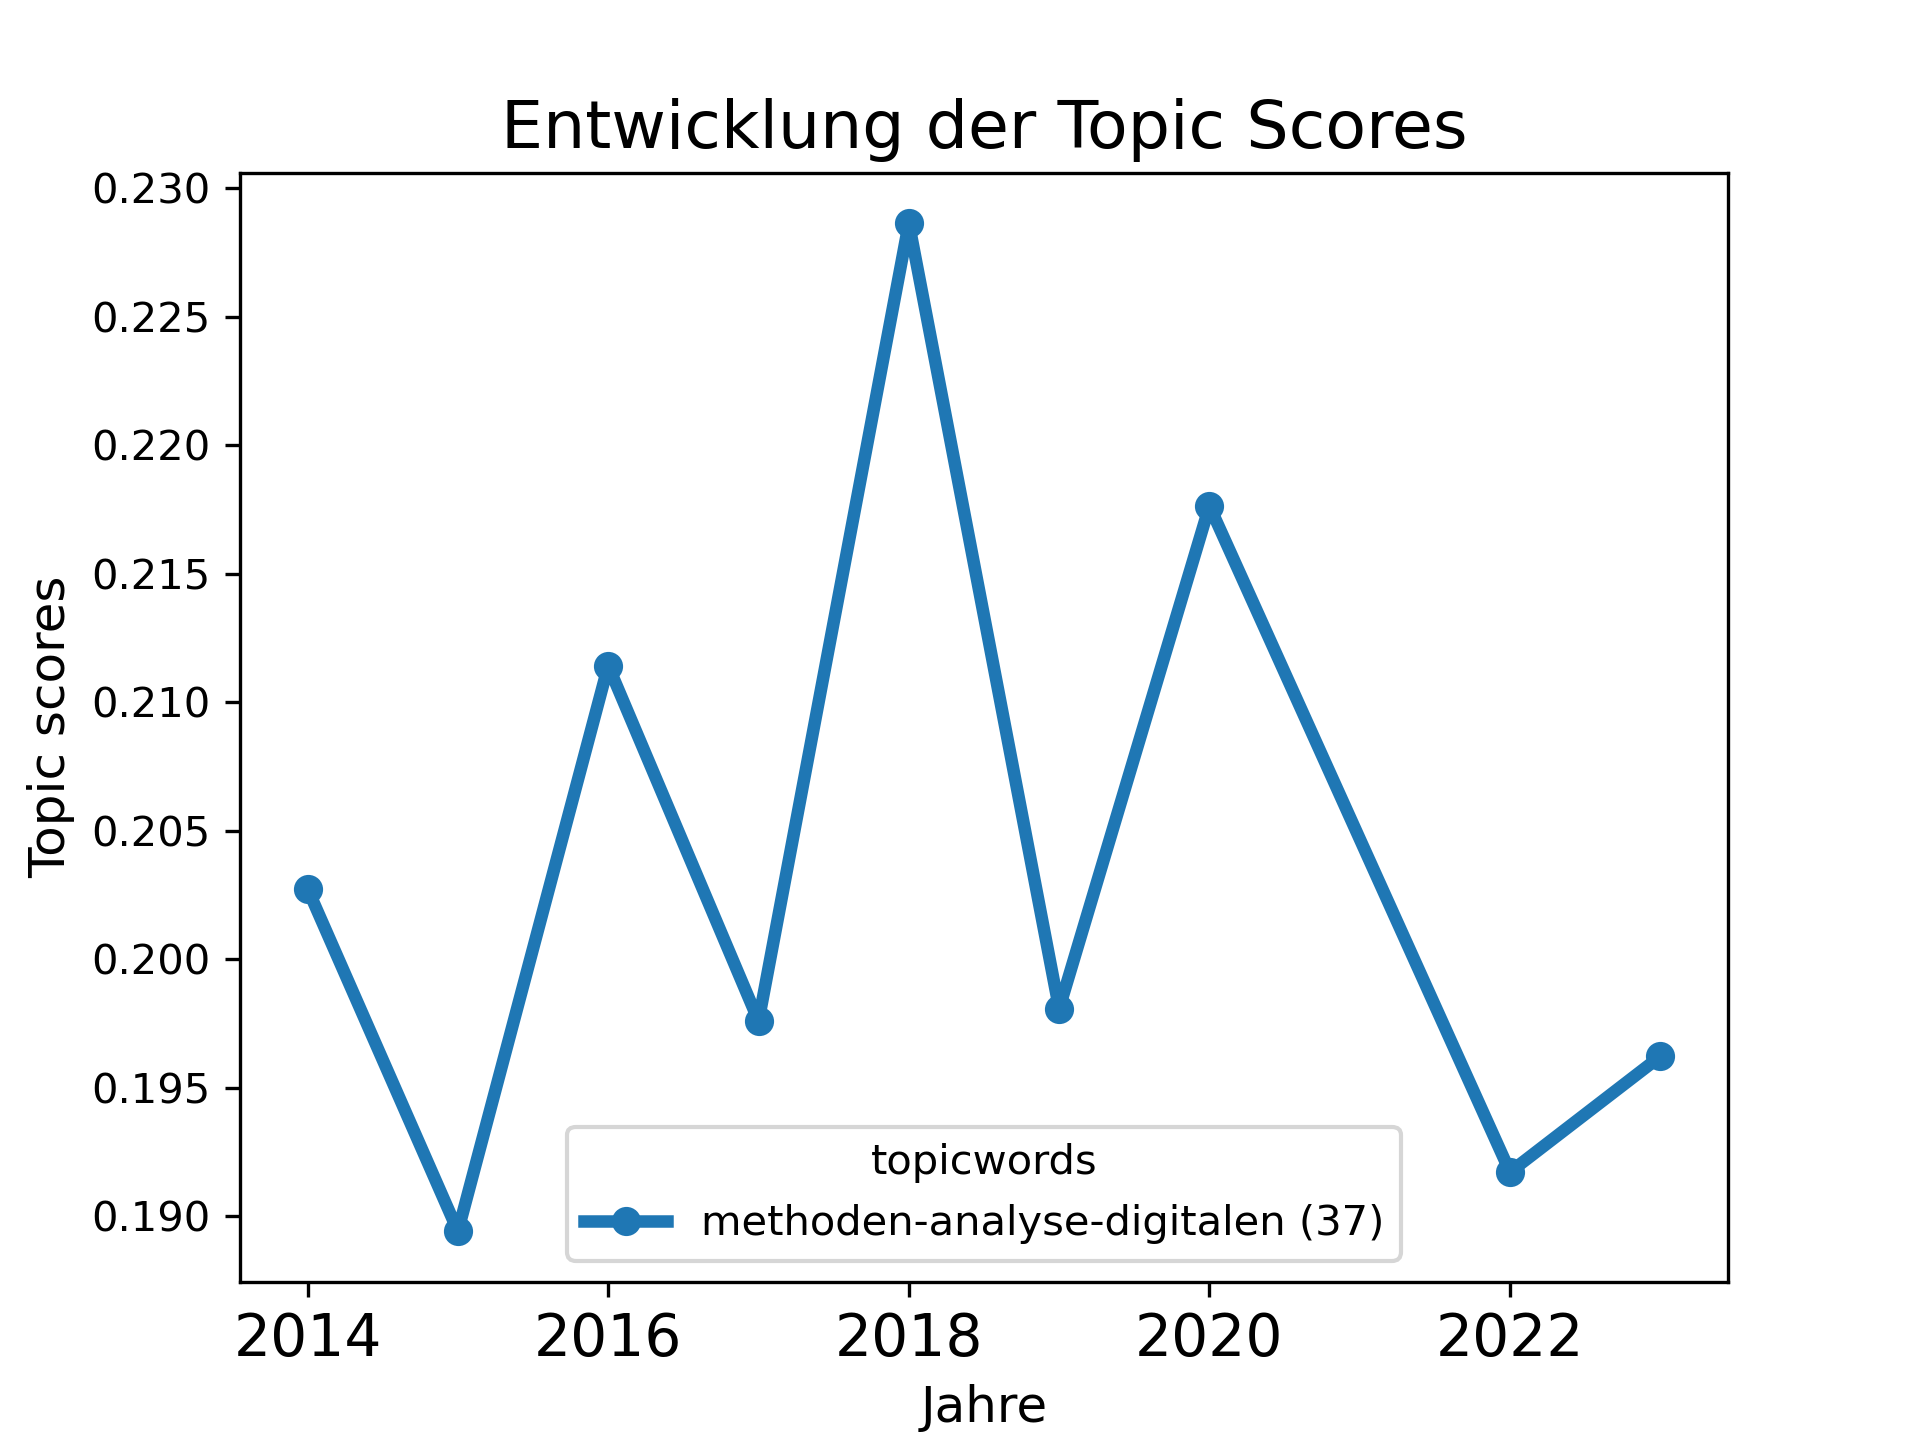 Entwicklung der Topic Scores
0.230
0.225
0.220
0.215
0.210
0.205
0.200
0.195
0.190
Topic scores
topicwords
methoden-analyse-digitalen (37)
2014 2016 2018 2020 2022
Jahre